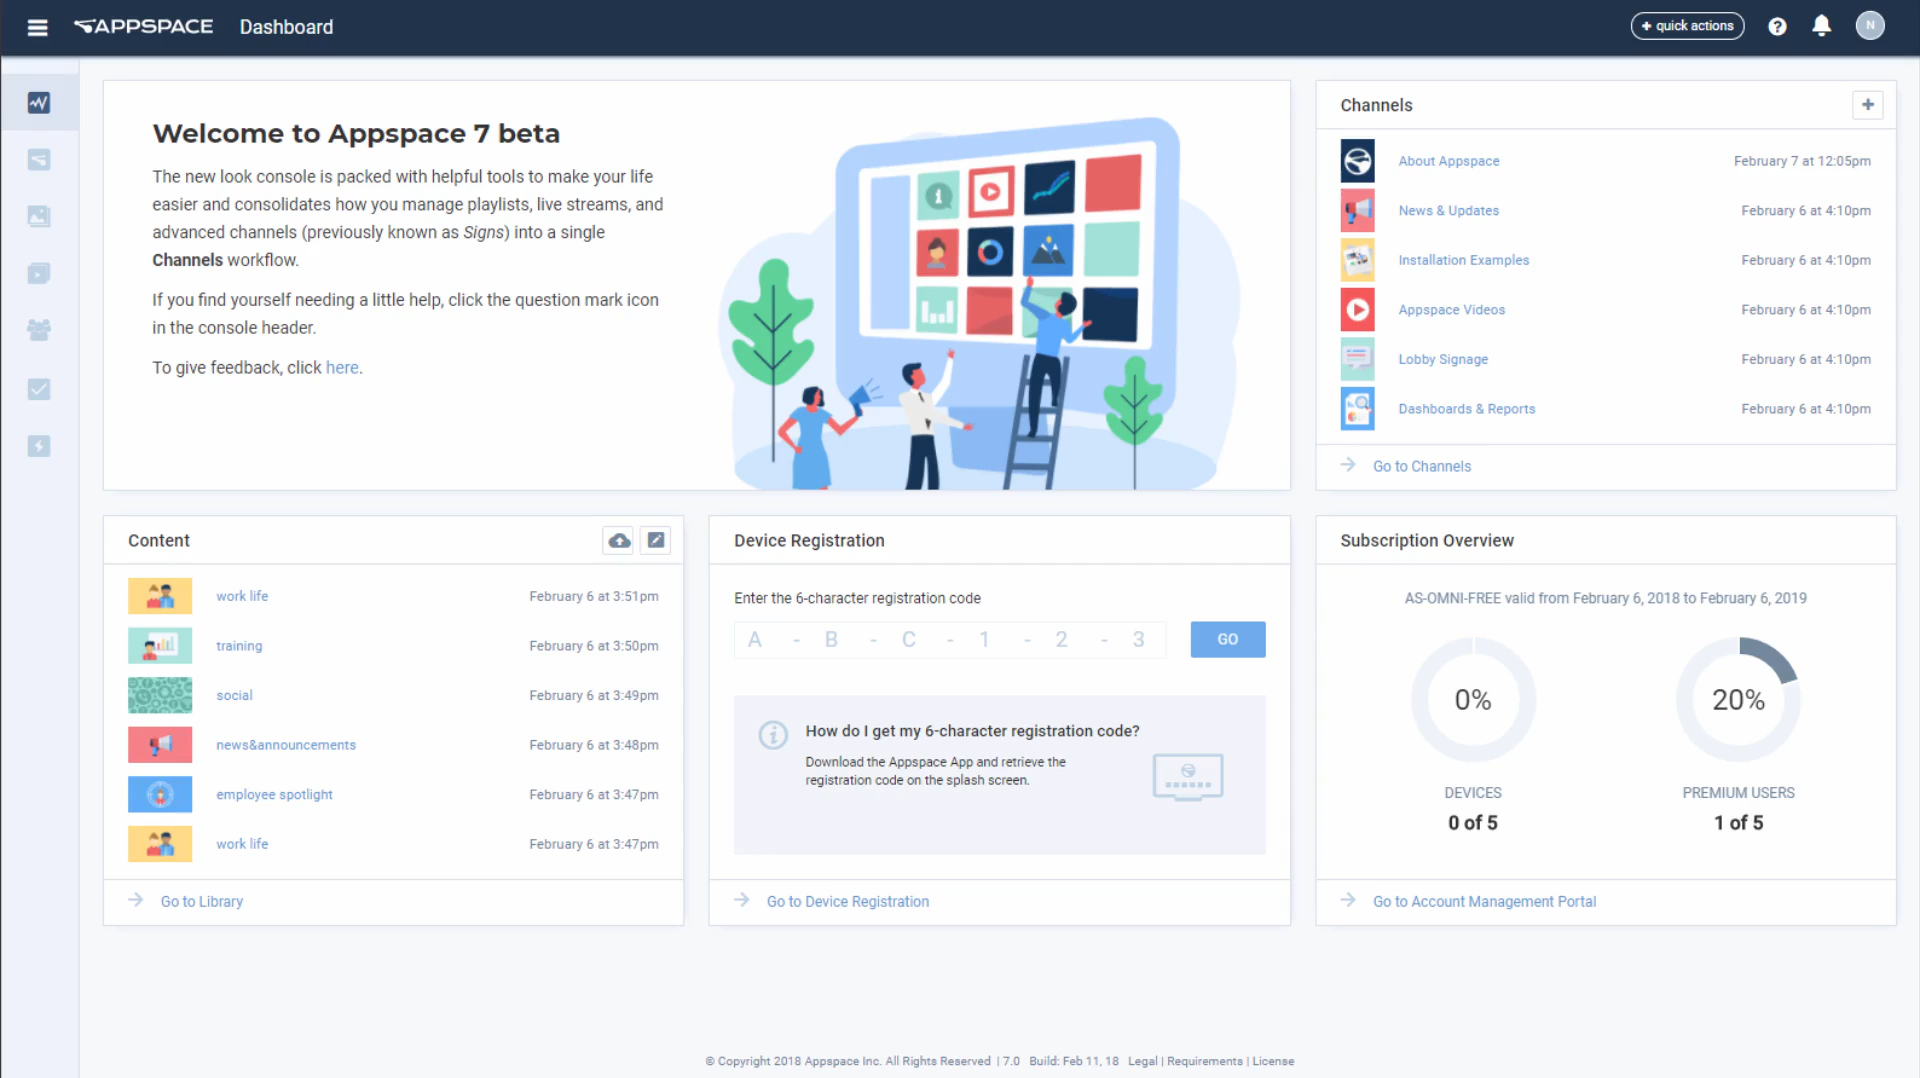 APPSPACE Dashboard + quick actions ? N
Welcome to Appspace 7 beta
The new look console is packed with helpful tools to make your life
easier and consolidates how you manage playlists, live streams, and
advanced channels (previously known as Signs) into a single
Channels workflow.
If you find yourself needing a little help, click the question mark icon
in the console header.
To give feedback, click here.
Channels +
About Appspace February 7 at 12:05pm
News & Updates February 6 at 4:10pm
Installation Examples February 6 at 4:10pm
Appspace Videos February 6 at 4:10pm
Lobby Signage February 6 at 4:10pm
Dashboards & Reports February 6 at 4:10pm
Go to Channels
Content
work life February 6 at 3:51pm
training February 6 at 3:50pm
social February 6 at 3:49pm
news&announcements February 6 at 3:48pm
employee spotlight February 6 at 3:47pm
work life February 6 at 3:47pm
Go to Library
Device Registration
Enter the 6-character registration code
A - B - C - 1 - 2 - 3 GO
How do I get my 6-character registration code?
Download the Appspace App and retrieve the
registration code on the splash screen.
Go to Device Registration
Subscription Overview
AS-OMNI-FREE valid from February 6, 2018 to February 6, 2019
0% 20%
DEVICES PREMIUM USERS
0 of 5 1 of 5
Go to Account Management Portal
© Copyright 2018 Appspace Inc. All Rights Reserved | 7.0 Build: Feb 11, 18 Legal | Requirements | License